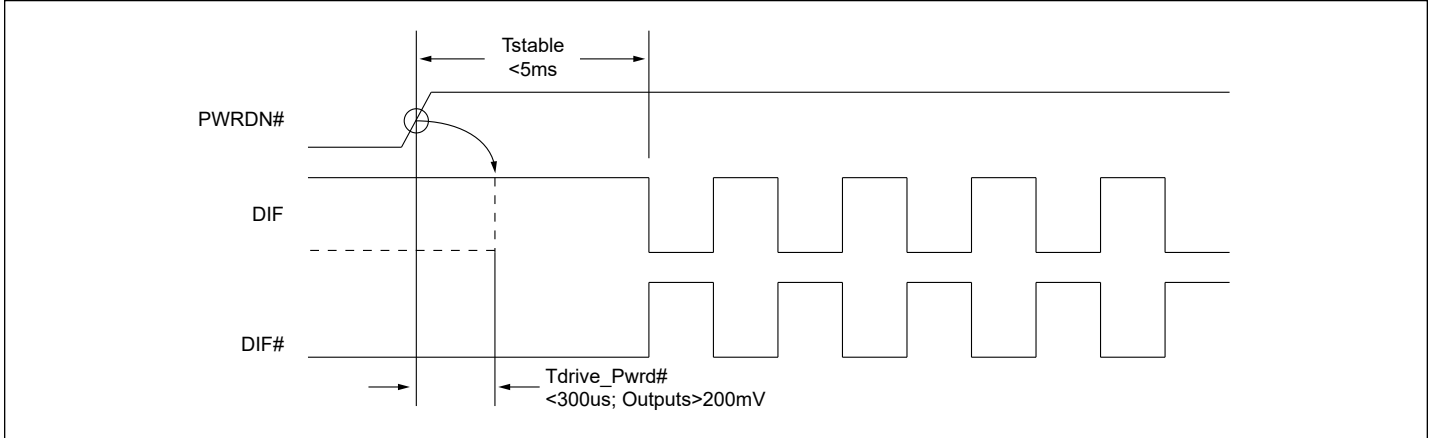 Tstable
<5ms
PWRDN#
DIF
DIF#
Tdrive_Pwrd#
<300us; Outputs>200mV